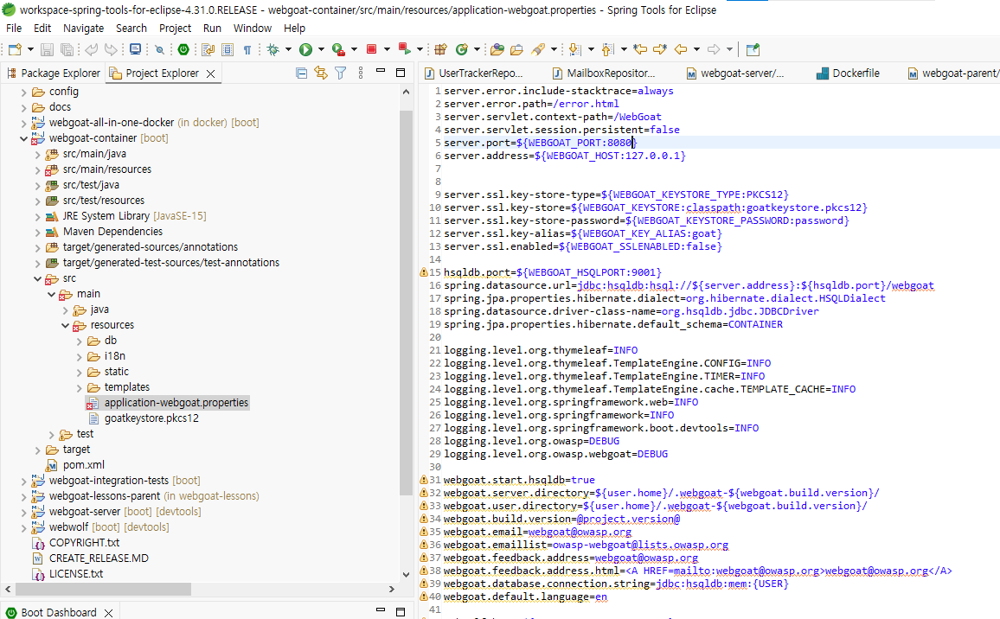 workspace-spring-tools-for-eclipse-4.31.0.RELEASE - webgoat-container/src/main/resources/application-webgoat.properties - Spring Tools for Eclipse
File Edit Navigate Search Project Run Window Help
Package Explorer Project Explorer
config
docs
webgoat-all-in-one-docker (in docker) [boot]
webgoat-container [boot]
src/main/java
src/main/resources
src/test/java
src/test/resources
JRE System Library [JavaSE-15]
Maven Dependencies
target/generated-sources/annotations
target/generated-test-sources/test-annotations
src
main
java
resources
db
i18n
static
templates
application-webgoat.properties
goatkeystore.pkcs12
test
target
pom.xml
webgoat-integration-tests [boot]
webgoat-lessons-parent (in webgoat-lessons)
webgoat-server [boot] [devtools]
webwolf [boot] [devtools]
COPYRIGHT.txt
CREATE_RELEASE.MD
LICENSE.txt
Boot Dashboard
UserTrackerRepo... MailboxRepositor... webgoat-server/... Dockerfile webgoat-parent/
1 server.error.include-stacktrace=always
2 server.error.path=/error.html
3 server.servlet.context-path=/WebGoat
4 server.servlet.session.persistent=false
5 server.port=${WEBGOAT_PORT:8080}
6 server.address=${WEBGOAT_HOST:127.0.0.1}
7
8
9 server.ssl.key-store-type=${WEBGOAT_KEYSTORE_TYPE:PKCS12}
10 server.ssl.key-store=${WEBGOAT_KEYSTORE:classpath:goatkeystore.pkcs12}
11 server.ssl.key-store-password=${WEBGOAT_KEYSTORE_PASSWORD:password}
12 server.ssl.key-alias=${WEBGOAT_KEY_ALIAS:goat}
13 server.ssl.enabled=${WEBGOAT_SSLENABLED:false}
14
15 hsqldb.port=${WEBGOAT_HSQLPORT:9001}
16 spring.datasource.url=jdbc:hsqldb:hsql://${server.address}:${hsqldb.port}/webgoat
17 spring.jpa.properties.hibernate.dialect=org.hibernate.dialect.HSQLDialect
18 spring.datasource.driver-class-name=org.hsqldb.jdbc.JDBCDriver
19 spring.jpa.properties.hibernate.default_schema=CONTAINER
20
21 logging.level.org.thymeleaf=INFO
22 logging.level.org.thymeleaf.TemplateEngine.CONFIG=INFO
23 logging.level.org.thymeleaf.TemplateEngine.TIMER=INFO
24 logging.level.org.thymeleaf.TemplateEngine.cache.TEMPLATE_CACHE=INFO
25 logging.level.org.springframework.web=INFO
26 logging.level.org.springframework=INFO
27 logging.level.org.springframework.boot.devtools=INFO
28 logging.level.org.owasp=DEBUG
29 logging.level.org.owasp.webgoat=DEBUG
30
31 webgoat.start.hsqldb=true
32 webgoat.server.directory=${user.home}/.webgoat-${webgoat.build.version}/
33 webgoat.user.directory=${user.home}/.webgoat-${webgoat.build.version}/
34 webgoat.build.version=@project.version@
35 webgoat.email=webgoat@owasp.org
36 webgoat.emaillist=owasp-webgoat@lists.owasp.org
37 webgoat.feedback.address=webgoat@owasp.org
38 webgoat.feedback.address.html=<A HREF=mailto:webgoat@owasp.org>webgoat@owasp.org</A>
39 webgoat.database.connection.string=jdbc:hsqldb:mem:{USER}
40 webgoat.default.language=en
41